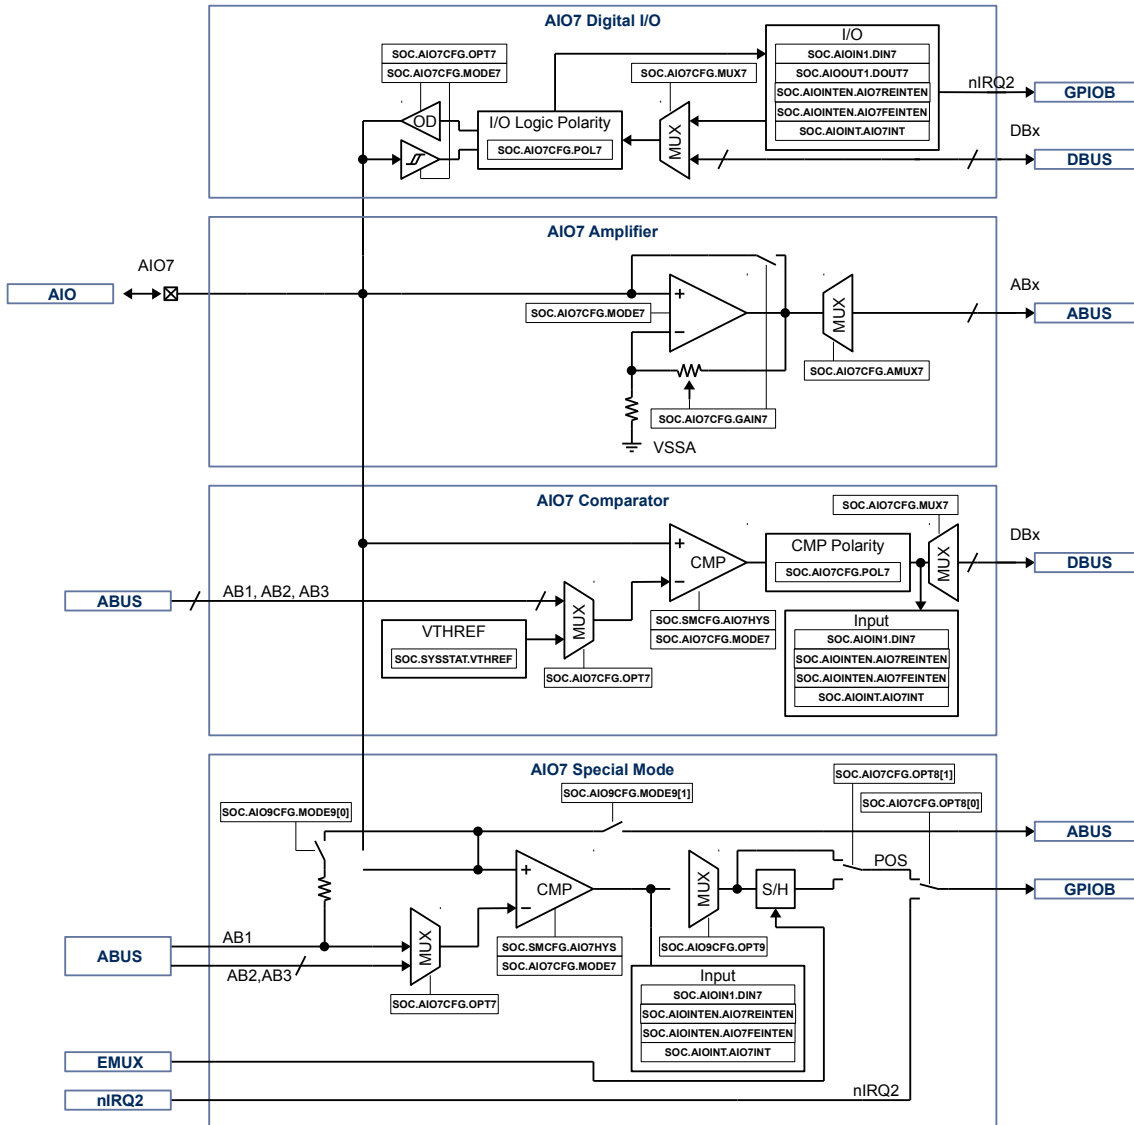 AIO7 Digital I/O
SOC.AIO7CFG.OPT7
SOC.AIO7CFG.MODE7
OD
I/O Logic Polarity
SOC.AIO7CFG.POL7
SOC.AIO7CFG.MUX7
MUX
I/O
SOC.AIOIN1.DIN7
SOC.AIOOUT1.DOUT7
SOC.AIOINTEN.AIO7REINTEN
SOC.AIOINTEN.AIO7FEINTEN
SOC.AIOINT.AIO7INT
nIRQ2
GPIOB
DBx
DBUS
AIO7 Amplifier
AIO
AIO7
SOC.AIO7CFG.MODE7
MUX
SOC.AIO7CFG.AMUX7
SOC.AIO7CFG.GAIN7
VSSA
ABx
ABUS
AIO7 Comparator
ABUS
AB1, AB2, AB3
VTHREF
SOC.SYSSTAT.VTHREF
MUX
SOC.AIO7CFG.OPT7
CMP
SOC.SMCFG.AIO7HYS
SOC.AIO7CFG.MODE7
CMP Polarity
SOC.AIO7CFG.POL7
SOC.AIO7CFG.MUX7
MUX
Input
SOC.AIOIN1.DIN7
SOC.AIOINTEN.AIO7REINTEN
SOC.AIOINTEN.AIO7FEINTEN
SOC.AIOINT.AIO7INT
DBx
DBUS
AIO7 Special Mode
SOC.AIO9CFG.MODE9[0]
SOC.AIO9CFG.MODE9[1]
SOC.AIO7CFG.OPT8[1]
SOC.AIO7CFG.OPT8[0]
ABUS
CMP
MUX
S/H
POS
GPIOB
ABUS
AB1
AB2,AB3
MUX
SOC.AIO7CFG.OPT7
SOC.SMCFG.AIO7HYS
SOC.AIO7CFG.MODE7
SOC.AIO9CFG.OPT9
Input
SOC.AIOIN1.DIN7
SOC.AIOINTEN.AIO7REINTEN
SOC.AIOINTEN.AIO7FEINTEN
SOC.AIOINT.AIO7INT
EMUX
nIRQ2
nIRQ2